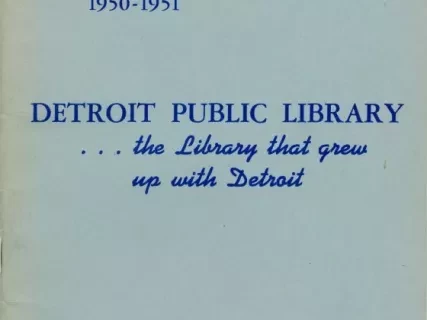 1950-1951
DETROIT PUBLIC LIBRARY
. . . the Library that grew
up with Detroit